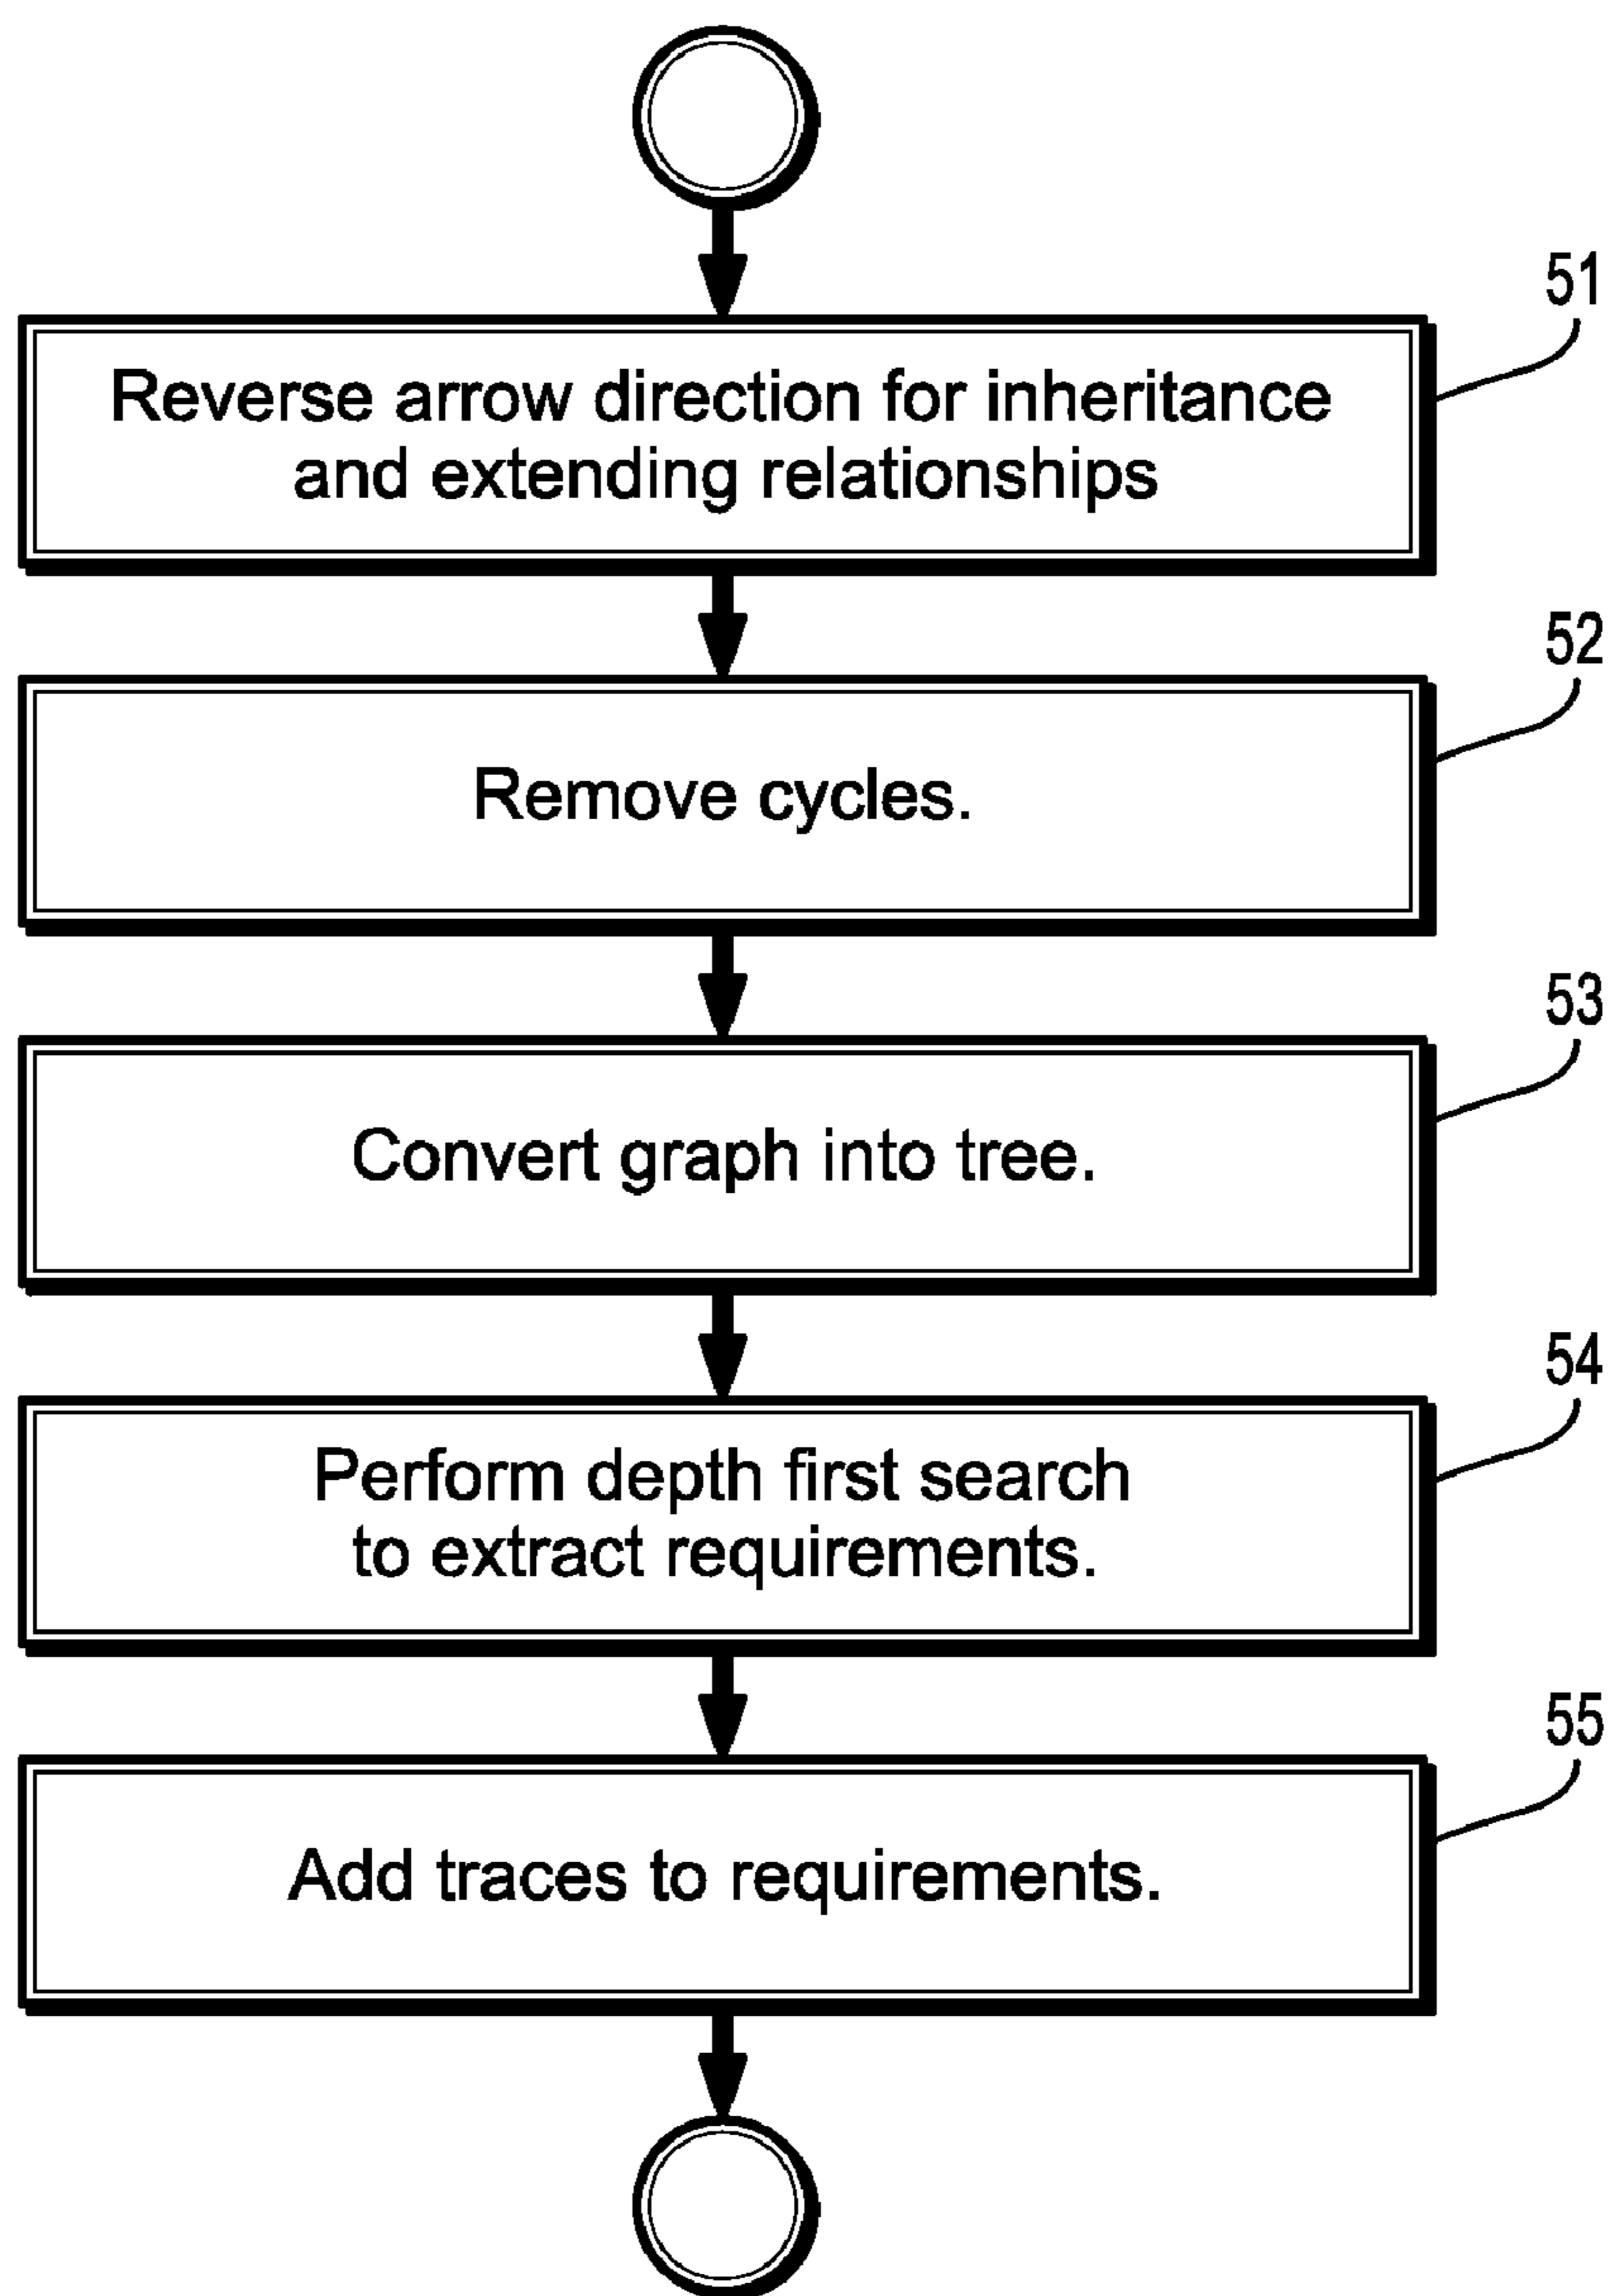 51
Reverse arrow direction for inheritance
and extending relationships
52
Remove cycles.
53
Convert graph into tree.
54
Perform depth first search
to extract requirements.
55
Add traces to requirements.